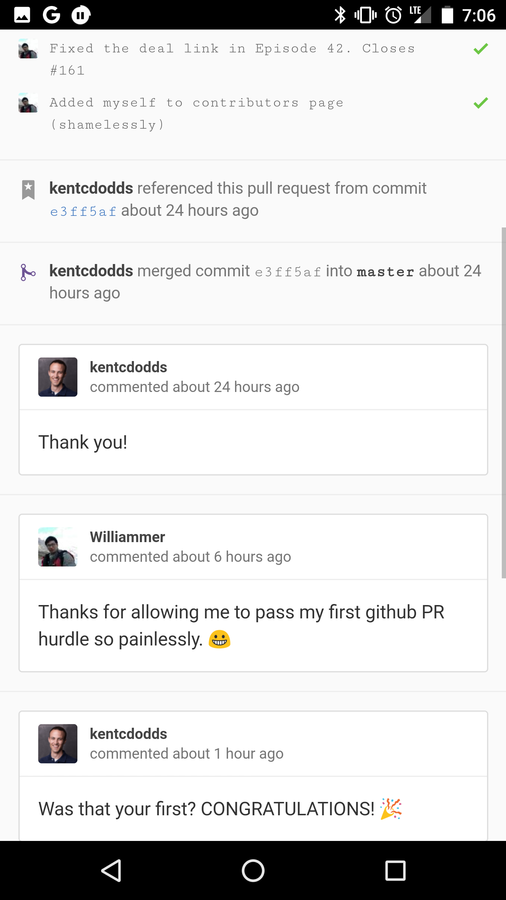 LTE 7:06
Fixed the deal link in Episode 42. Closes
#161
Added myself to contributors page
(shamelessly)
kentcdodds referenced this pull request from commit
e3ff5af about 24 hours ago
kentcdodds merged commit e3ff5af into master about 24
hours ago
kentcdodds
commented about 24 hours ago
Thank you!
Williammer
commented about 6 hours ago
Thanks for allowing me to pass my first github PR
hurdle so painlessly. 😀
kentcdodds
commented about 1 hour ago
Was that your first? CONGRATULATIONS! 🎉